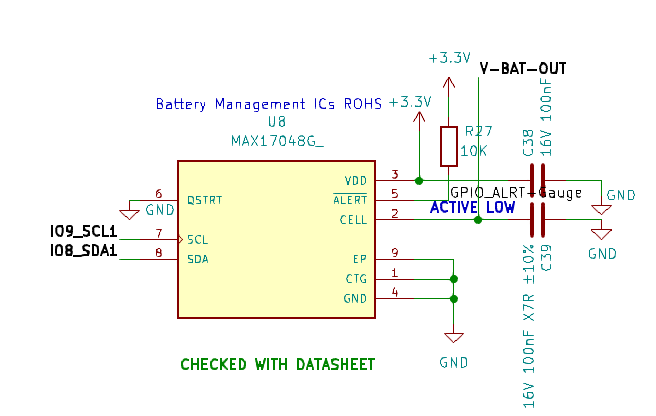 +3.3V
V-BAT-OUT
Battery Management ICs ROHS
+3.3V
U8
MAX17048G_
R27
10K
C38
16V 100nF
3
VDD
6
QSTRT
GND
5
ALERT
GPIO_ALRT-Gauge
GND
ACTIVE LOW
2
CELL
IO9_SCL1
7
SCL
IO8_SDA1
8
SDA
9
EP
1
CTG
4
GND
GND
C39
16V 100nF X7R ±10%
GND
CHECKED WITH DATASHEET